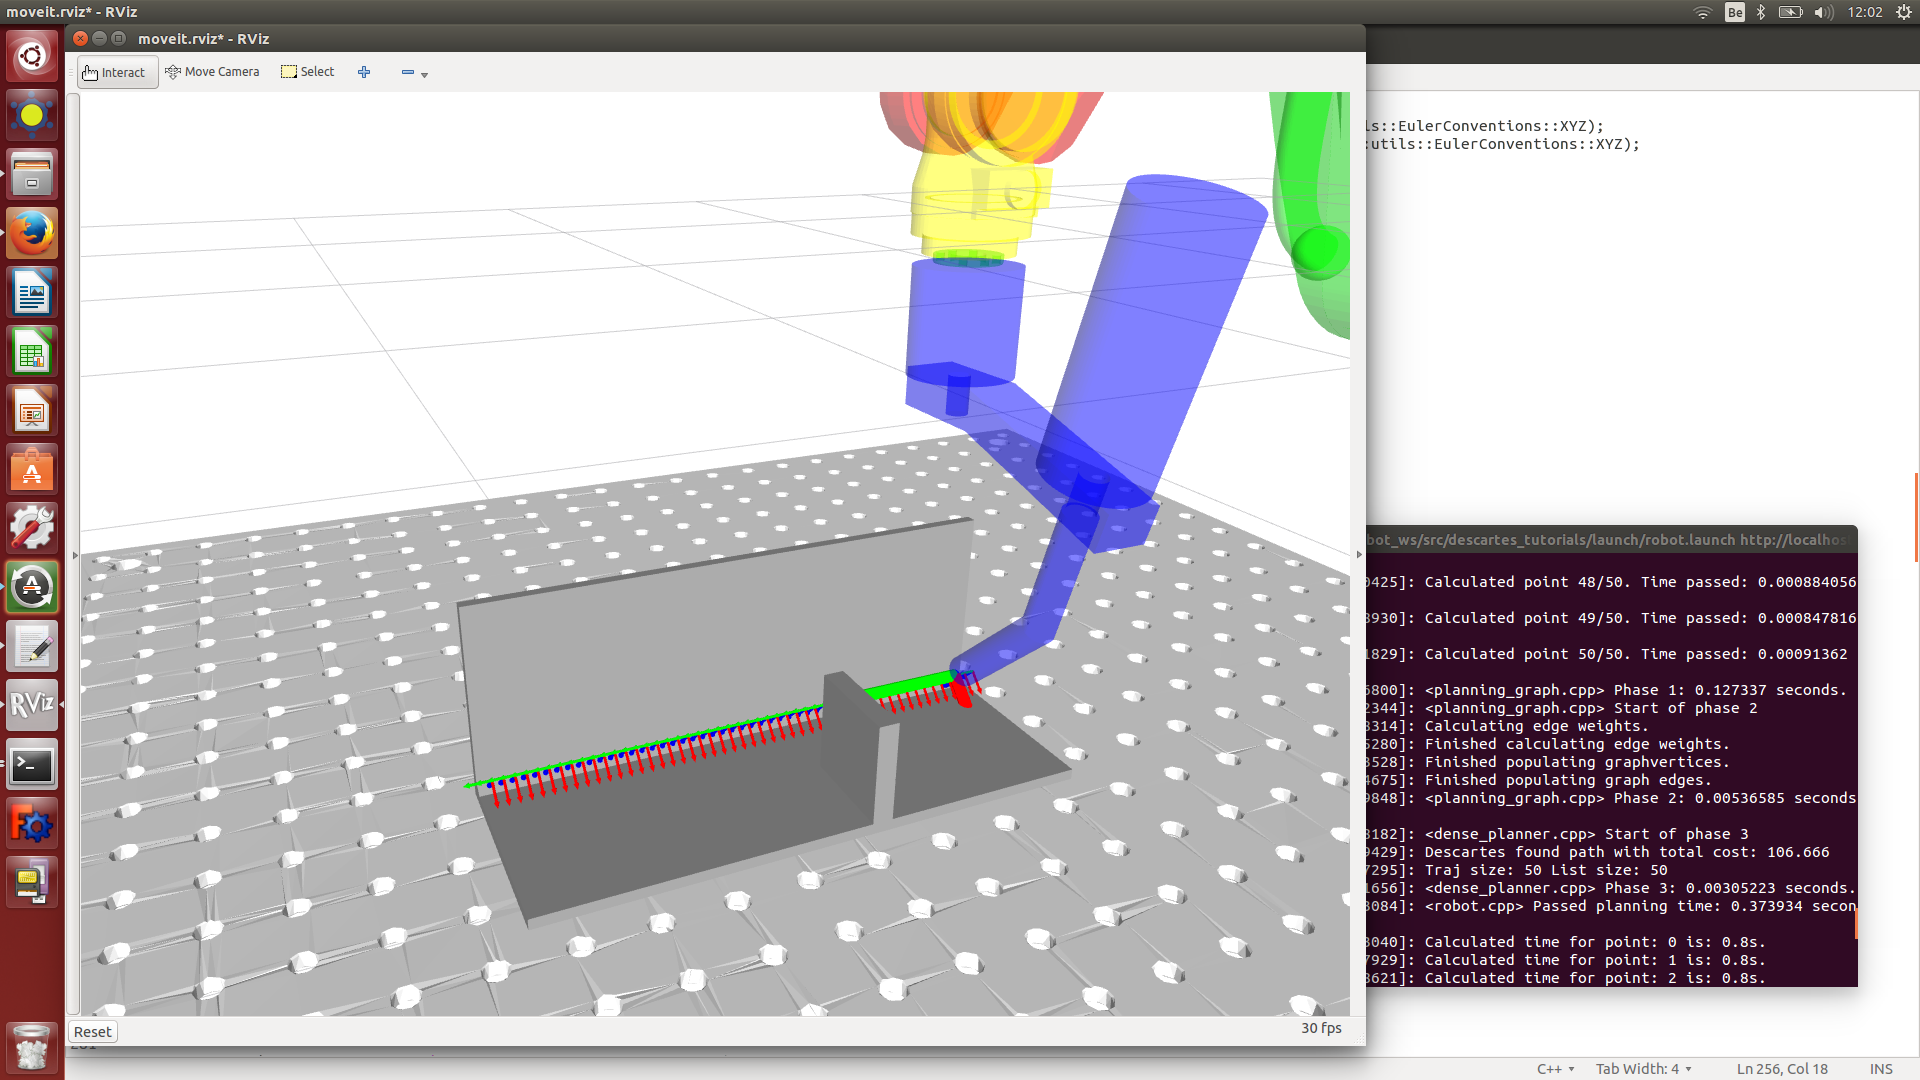 moveit.rviz* - RViz
Be
12:02
moveit.rviz* - RViz
Interact
Move Camera
Select
ls::EulerConventions::XYZ);
:utils::EulerConventions::XYZ);
bot_ws/src/descartes_tutorials/launch/robot.launch http://localhos
0425]: Calculated point 48/50. Time passed: 0.000884056
8930]: Calculated point 49/50. Time passed: 0.000847816
1829]: Calculated point 50/50. Time passed: 0.00091362
5800]: <planning_graph.cpp> Phase 1: 0.127337 seconds.
2344]: <planning_graph.cpp> Start of phase 2
8314]: Calculating edge weights.
5280]: Finished calculating edge weights.
3528]: Finished populating graphvertices.
4675]: Finished populating graph edges.
9848]: <planning_graph.cpp> Phase 2: 0.00536585 seconds
3182]: <dense_planner.cpp> Start of phase 3
9429]: Descartes found path with total cost: 106.666
7295]: Traj size: 50 List size: 50
1656]: <dense_planner.cpp> Phase 3: 0.00305223 seconds.
3084]: <robot.cpp> Passed planning time: 0.373934 secon
3040]: Calculated time for point: 0 is: 0.8s.
7929]: Calculated time for point: 1 is: 0.8s.
8621]: Calculated time for point: 2 is: 0.8s.
RViz
Reset
30 fps
C++
Tab Width: 4
Ln 256, Col 18
INS